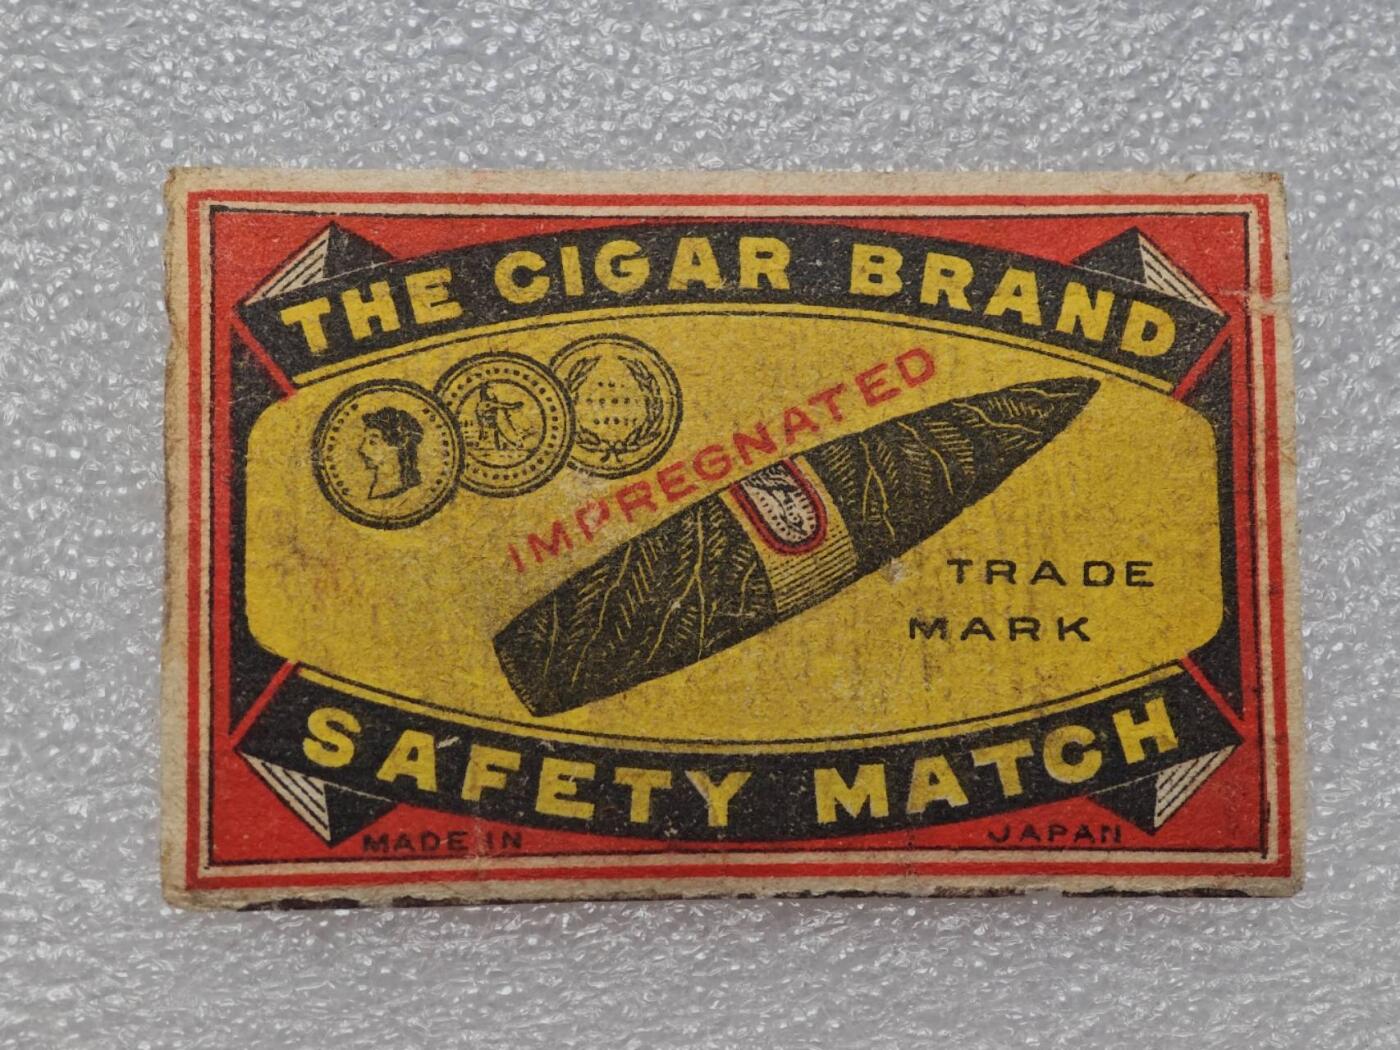 THE CIGAR BRAND
IMPREGNATED
TRADE
MARK
SAFETY MATCH
MADE IN JAPAN